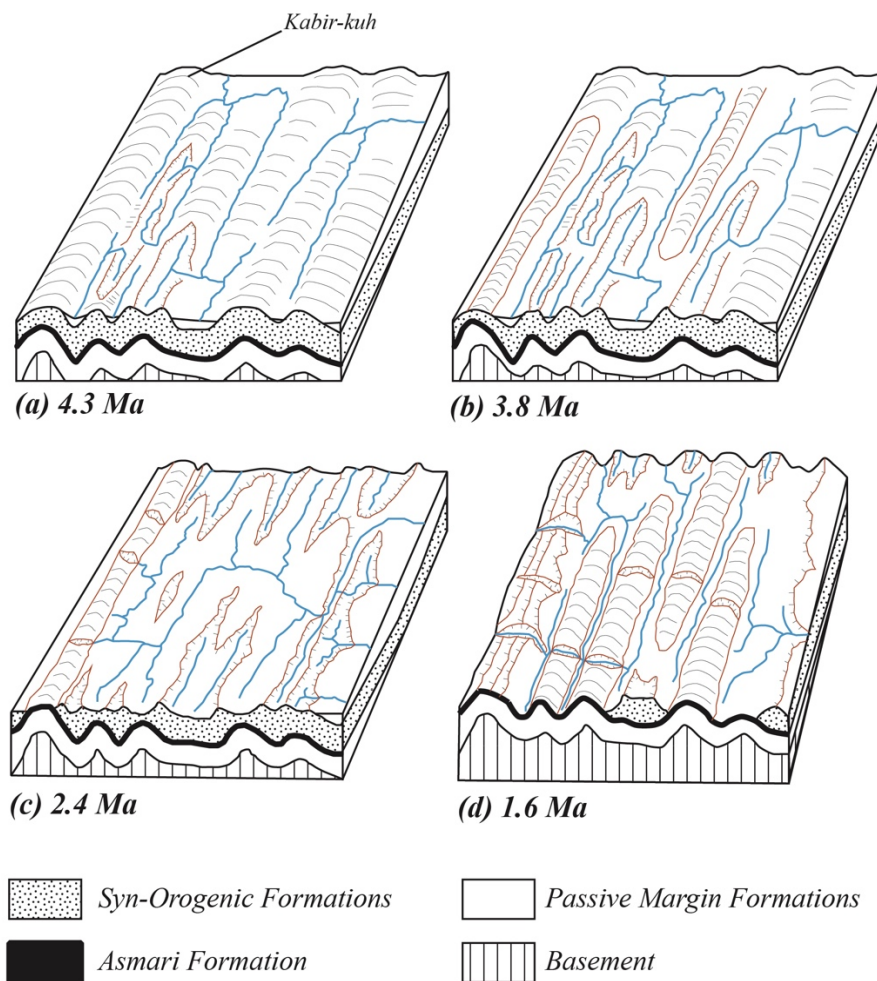 Kabir-kuh
(a) 4.3 Ma
(b) 3.8 Ma
(c) 2.4 Ma
(d) 1.6 Ma
Syn-Orogenic Formations
Passive Margin Formations
Asmari Formation
Basement